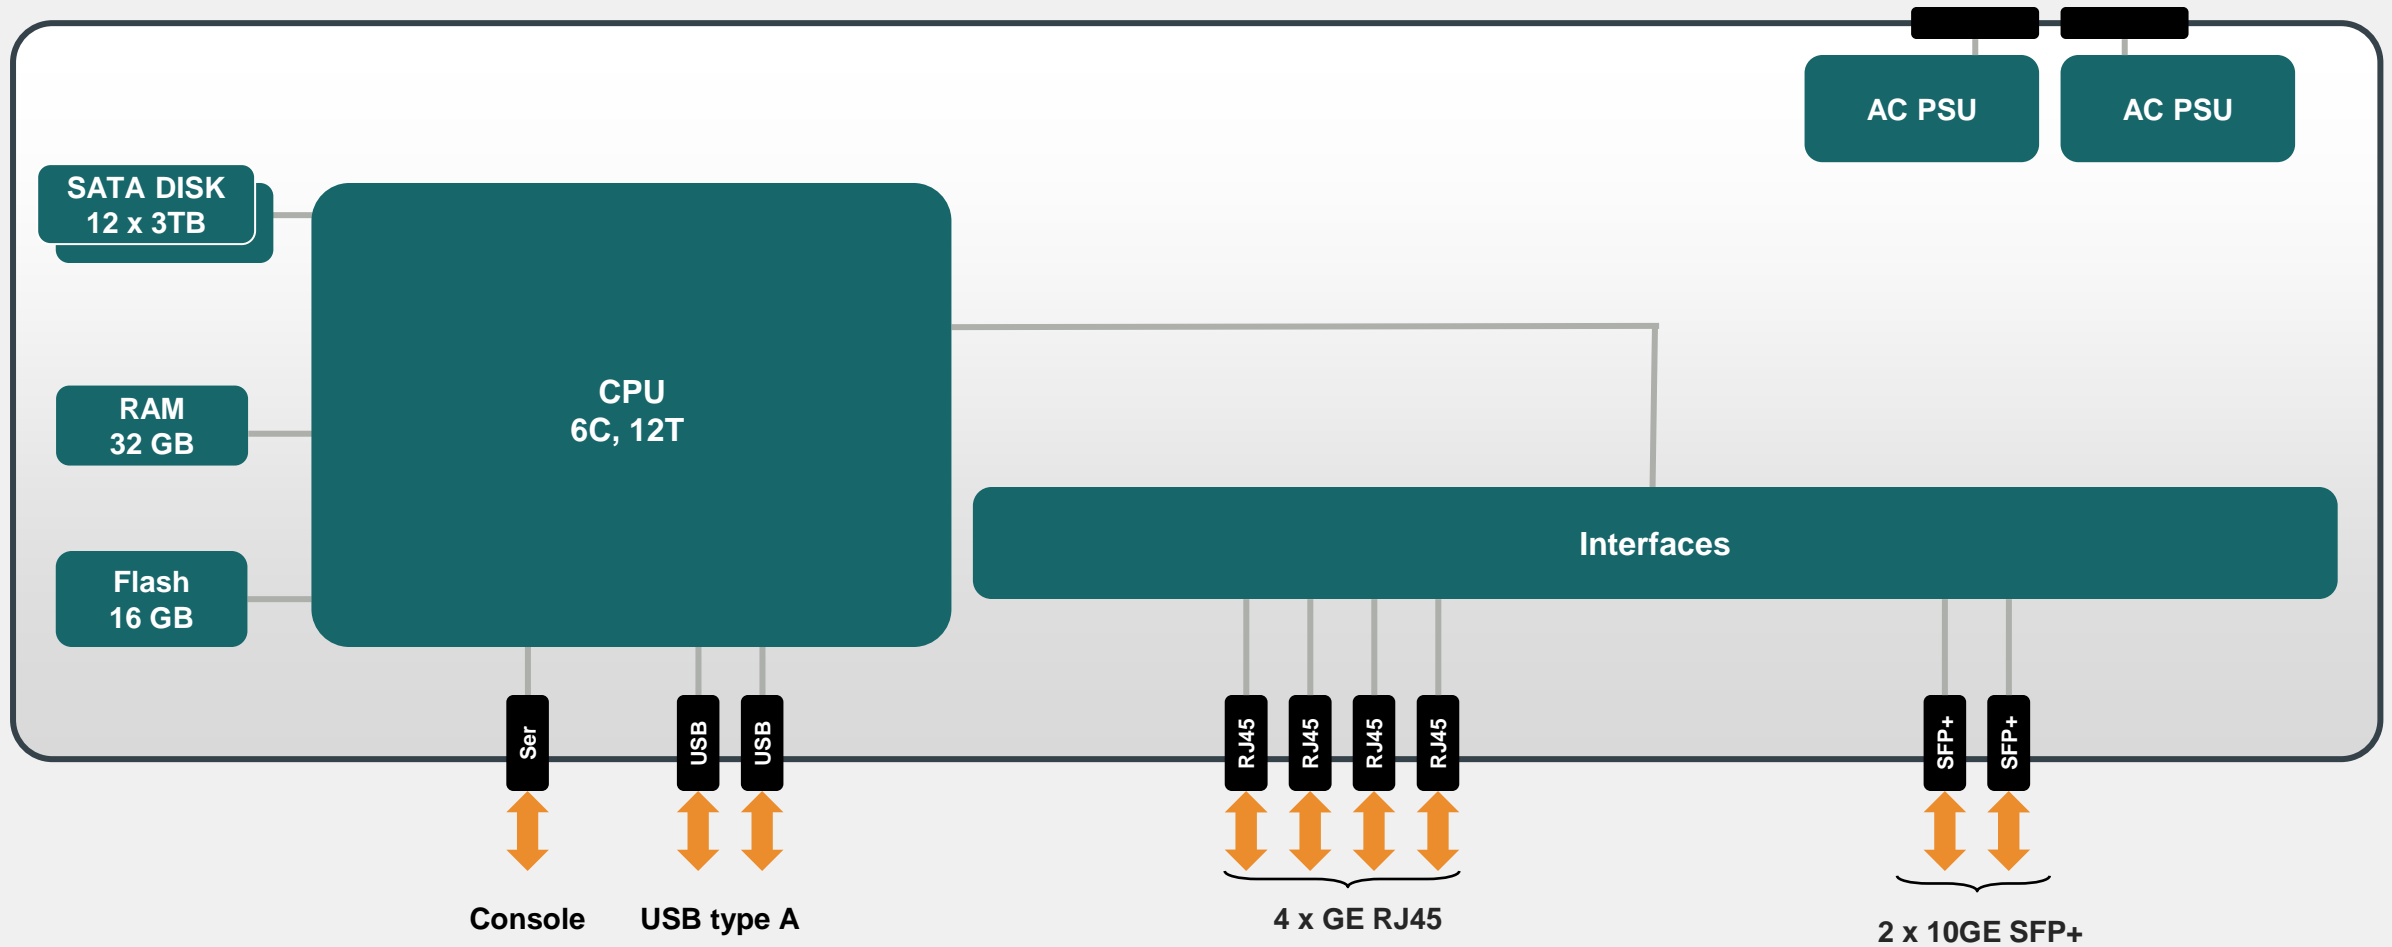 AC PSU
AC PSU
SATA DISK
12 x 3TB
RAM
32 GB
CPU
6C, 12T
Interfaces
Flash
16 GB
Ser
USB
USB
RJ45
RJ45
RJ45
RJ45
SFP+
SFP+
Console
USB type A
4 x GE RJ45
2 x 10GE SFP+